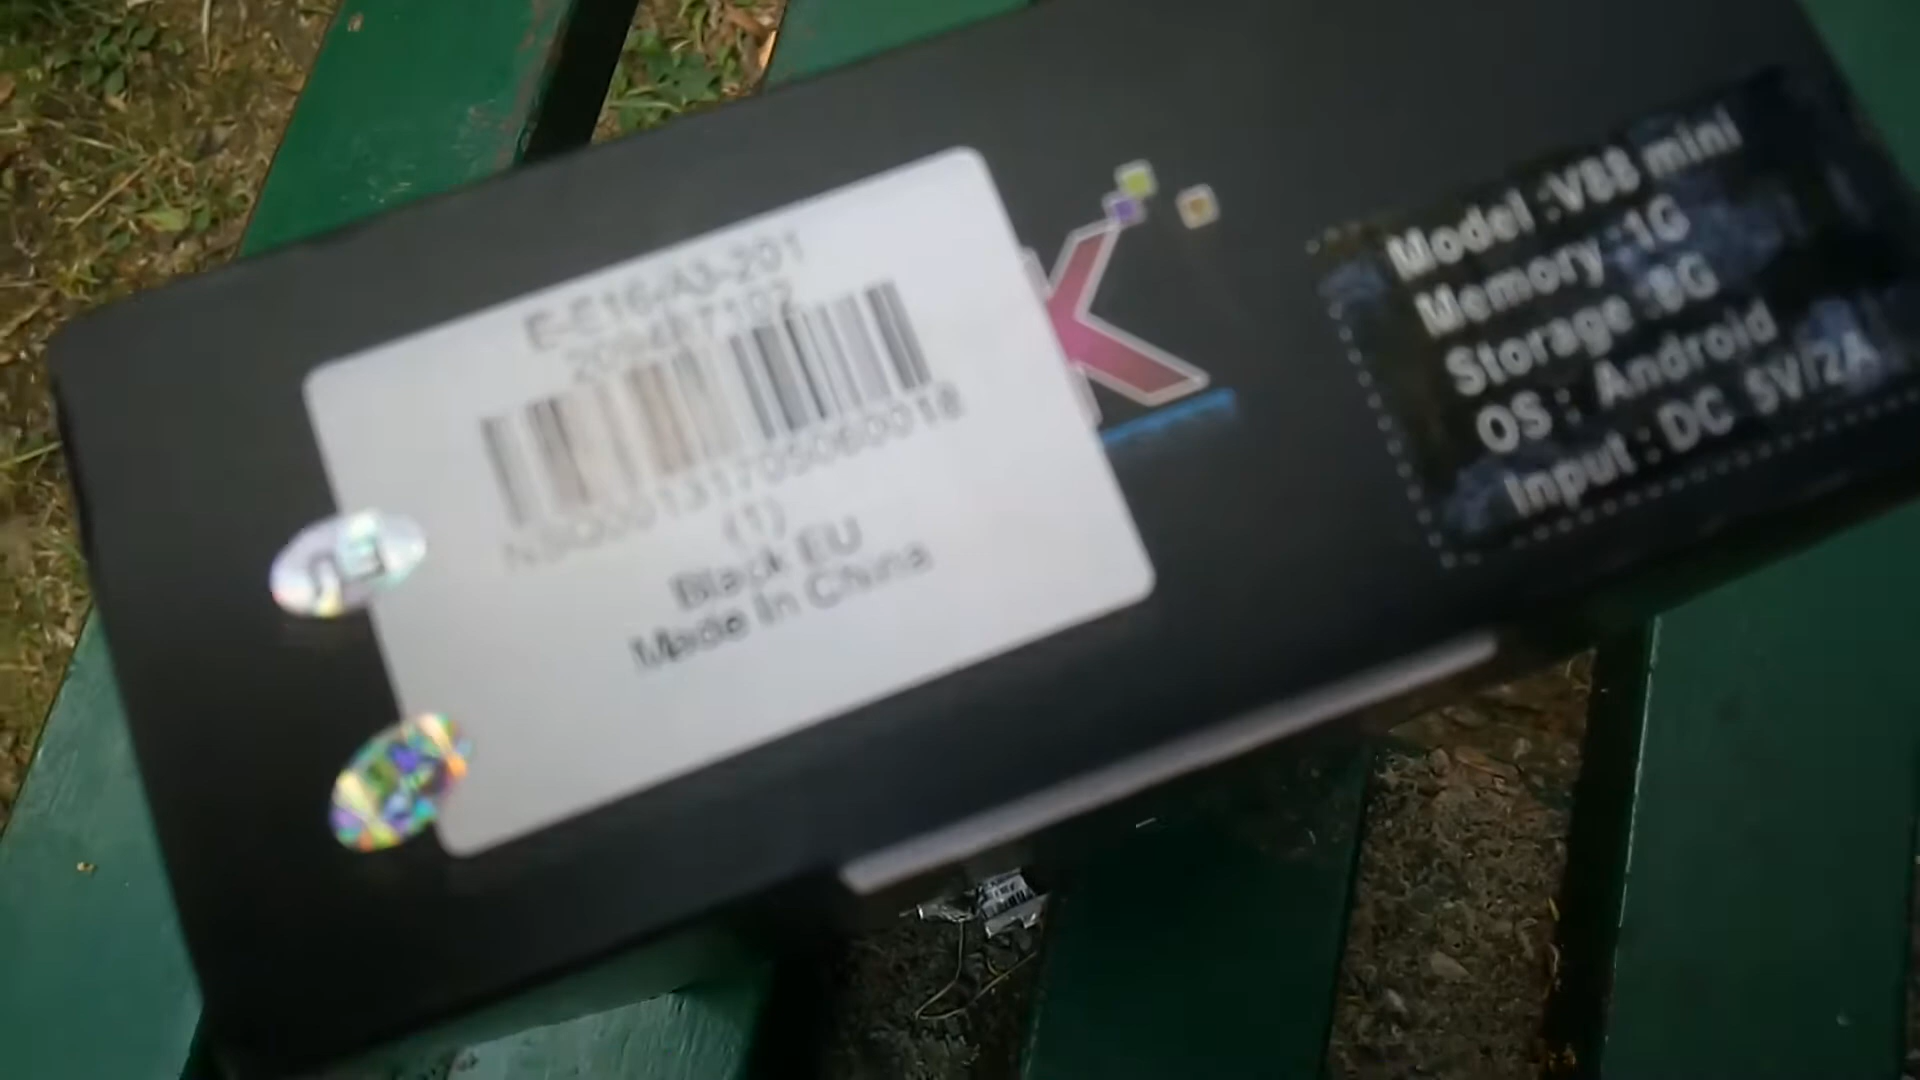 E-E16-A3-201
(1)
Black EU
Made In China
K
Model :V88 mini
Memory :1G
Storage :8G
OS : Android
Input : DC 5V/2A